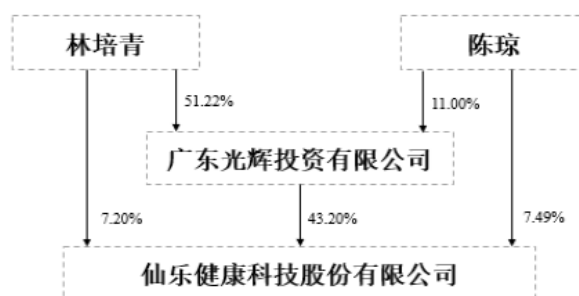 林培青
陈琼
51.22%
11.00%
广东光辉投资有限公司
7.20%
43.20%
7.49%
仙乐健康科技股份有限公司